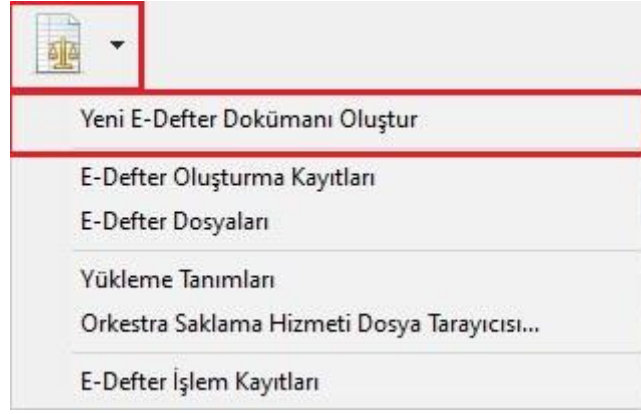 Yeni E-Defter Dokümanı Oluştur
E-Defter Oluşturma Kayıtları
E-Defter Dosyaları
Yükleme Tanımları
Orkestra Saklama Hizmeti Dosya Tarayıcısı...
E-Defter İşlem Kayıtları